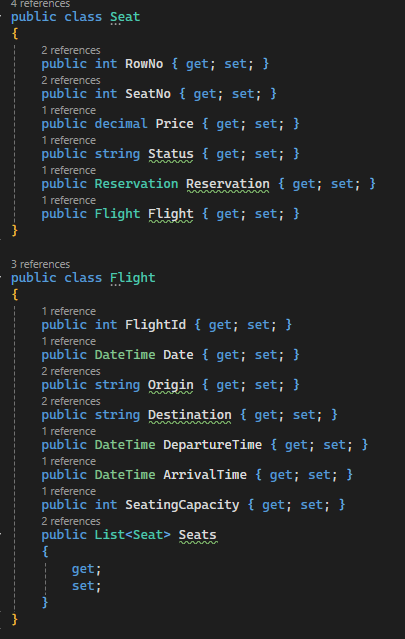 4 references
public class Seat
{
2 references
public int RowNo { get; set; }
2 references
public int SeatNo { get; set; }
1 reference
public decimal Price { get; set; }
1 reference
public string Status { get; set; }
1 reference
public Reservation Reservation { get; set; }
1 reference
public Flight Flight { get; set; }
}
3 references
public class Flight
{
1 reference
public int FlightId { get; set; }
1 reference
public DateTime Date { get; set; }
2 references
public string Origin { get; set; }
2 references
public string Destination { get; set; }
1 reference
public DateTime DepartureTime { get; set; }
1 reference
public DateTime ArrivalTime { get; set; }
1 reference
public int SeatingCapacity { get; set; }
2 references
public List<Seat> Seats
{
get;
set;
}
}